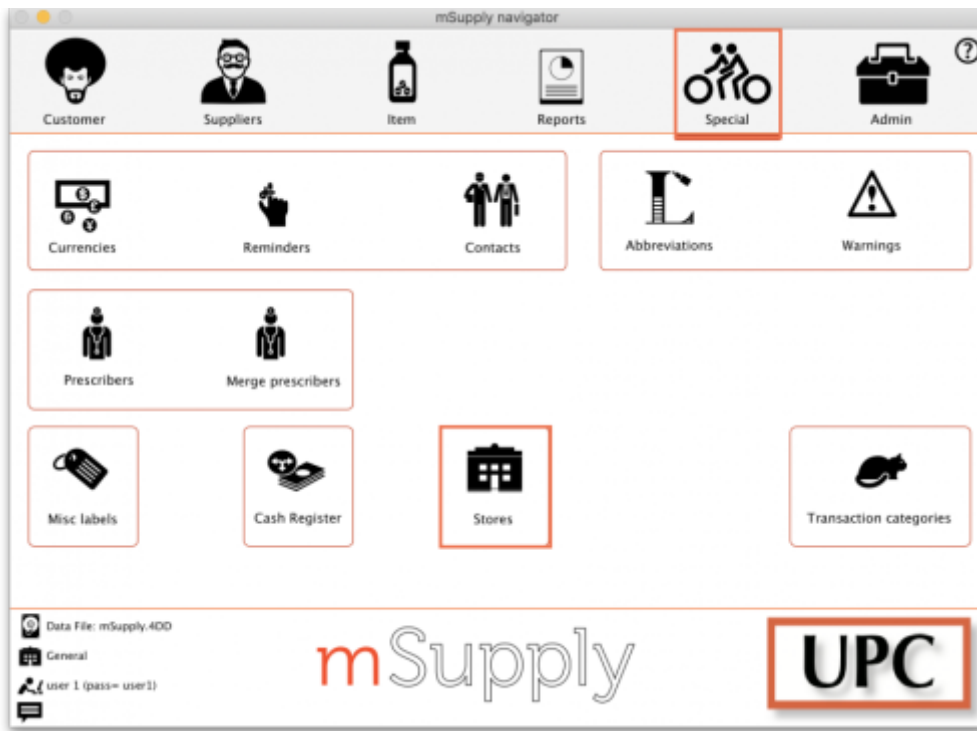 mSupply navigator
Customer Suppliers Item Reports Special Admin ?
Currencies Reminders Contacts Abbreviations Warnings
Prescribers Merge prescribers
Misc labels Cash Register Stores Transaction categories
Data File: mSupply.4DD
General
user 1 (pass= user1)
mSupply
UPC